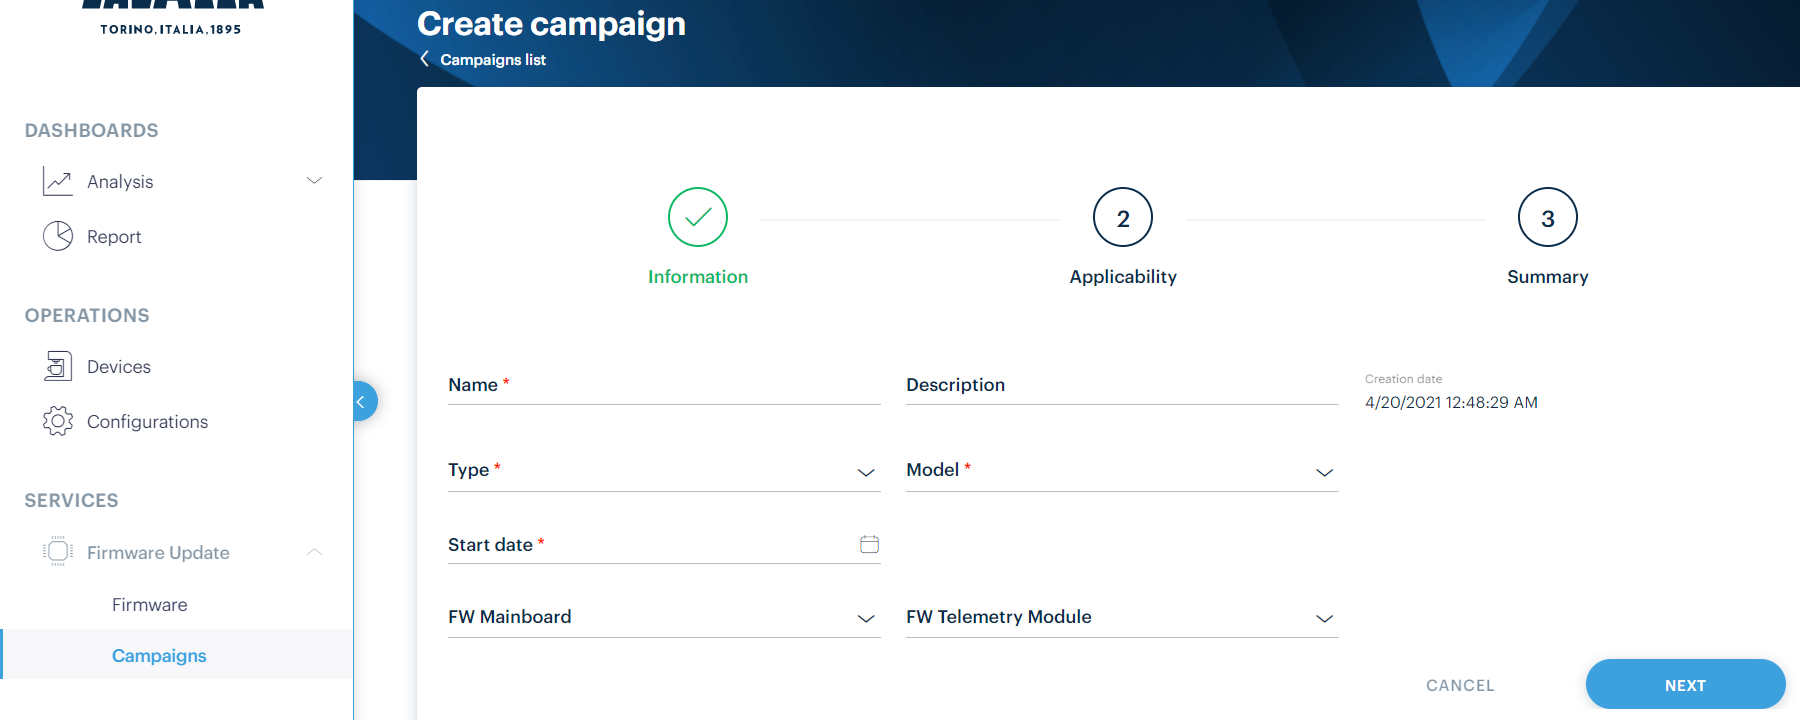 TORINO, ITALIA, 1895
Create campaign
Campaigns list
DASHBOARDS
Analysis
Report
OPERATIONS
Devices
Configurations
SERVICES
Firmware Update
Firmware
Campaigns
2
3
Information
Applicability
Summary
Name *
Description
Creation date
4/20/2021 12:48:29 AM
Type *
Model *
Start date *
FW Mainboard
FW Telemetry Module
CANCEL
NEXT